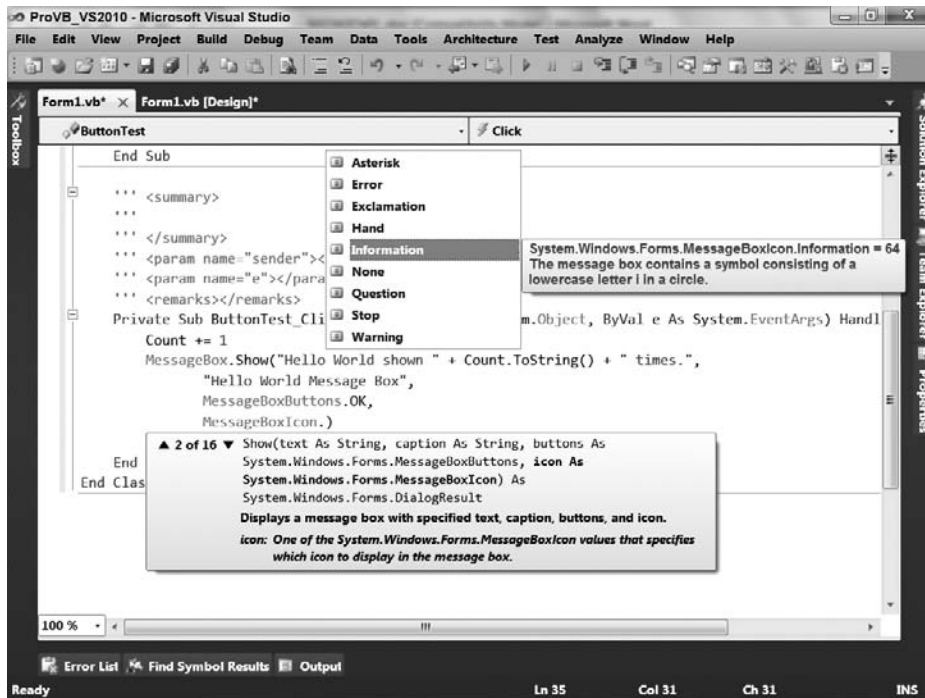 ProVB_VS2010 - Microsoft Visual Studio
File Edit View Project Build Debug Team Data Tools Architecture Test Analyze Window Help
Toolbox
Form1.vb* Form1.vb [Design]*
ButtonTest Click
End Sub
''' <summary>
'''
''' </summary>
''' <param name="sender"><
''' <param name="e"></para
''' <remarks></remarks>
Private Sub ButtonTest_Cli m.Object, ByVal e As System.EventArgs) Handl
Asterisk
Error
Exclamation
Hand
Information
None
Question
Stop
Warning
System.Windows.Forms.MessageBoxIcon.Information = 64
The message box contains a symbol consisting of a
lowercase letter i in a circle.
Count += 1
MessageBox.Show("Hello World shown " + Count.ToString() + " times.",
"Hello World Message Box",
MessageBoxButtons.OK,
MessageBoxIcon.)
End
End Clas
▲ 2 of 16 ▼ Show(text As String, caption As String, buttons As
System.Windows.Forms.MessageBoxButtons, icon As
System.Windows.Forms.MessageBoxIcon) As
System.Windows.Forms.DialogResult
Displays a message box with specified text, caption, buttons, and icon.
icon: One of the System.Windows.Forms.MessageBoxIcon values that specifies
which icon to display in the message box.
Solution Explorer
Team Explorer
Properties
100 %
Error List Find Symbol Results Output
Ready Ln 35 Col 31 Ch 31 INS